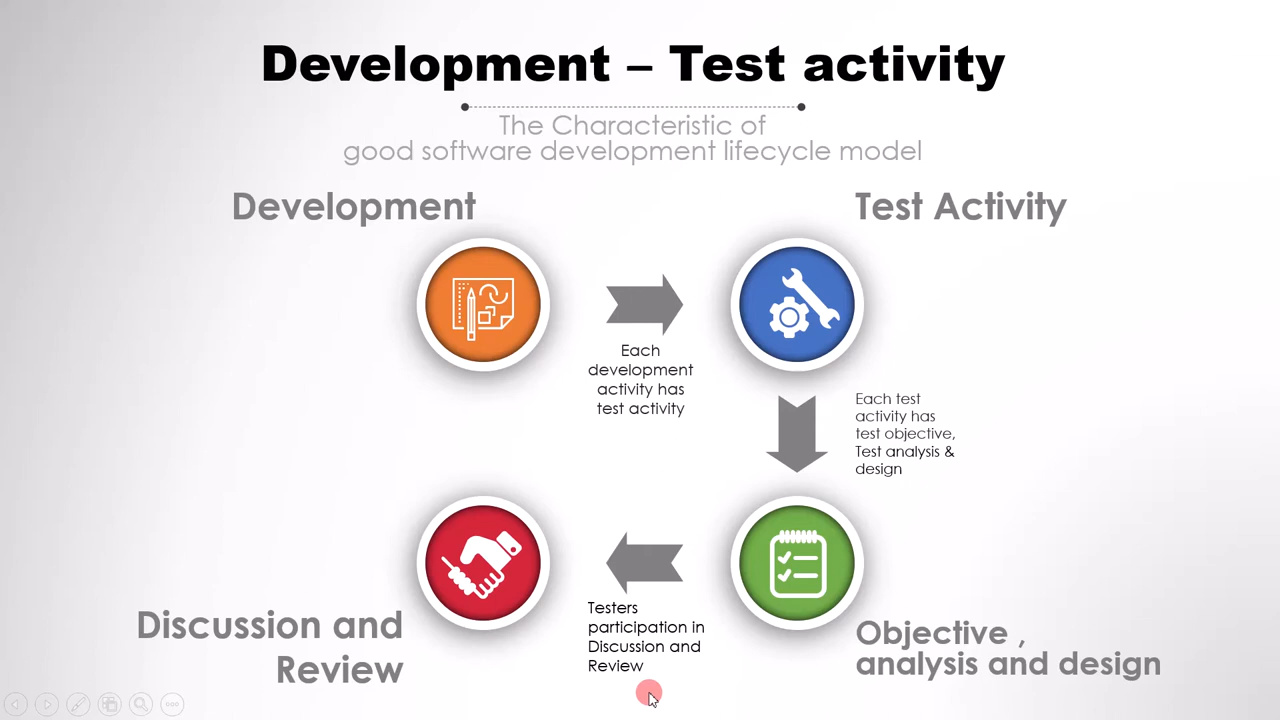 Development – Test activity
The Characteristic of
good software development lifecycle model
Development
Test Activity
Each
development
activity has
test activity
Each test
activity has
test objective,
Test analysis &
design
Discussion and
Review
Testers
participation in
Discussion and
Review
Objective ,
analysis and design